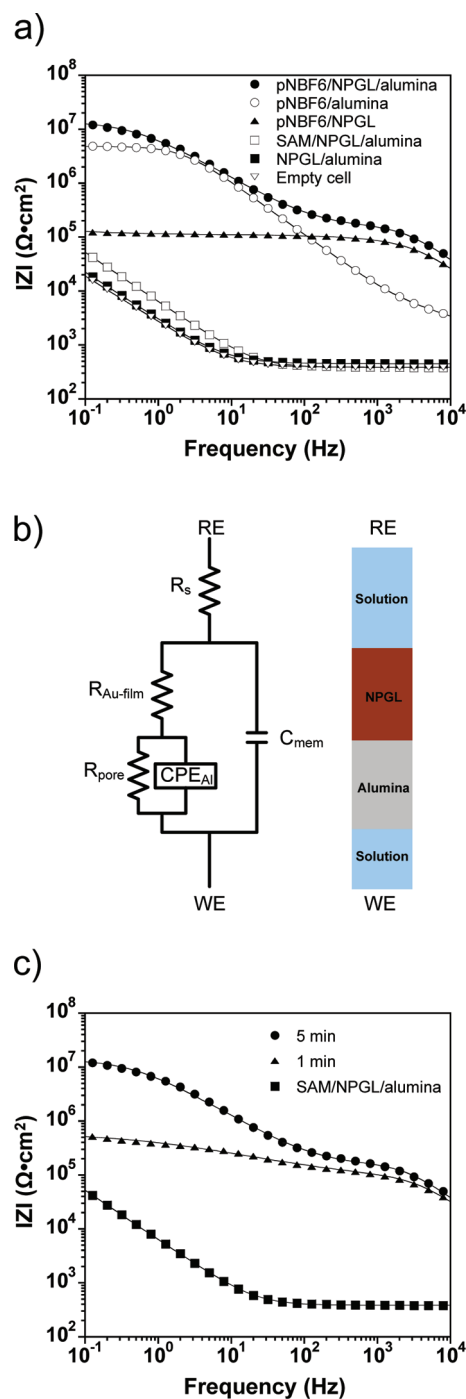 a)
10⁸
10⁷
10⁶
10⁵
10⁴
10³
10²
|Z| (Ω•cm²)
pNBF6/NPGL/alumina
pNBF6/alumina
pNBF6/NPGL
SAM/NPGL/alumina
NPGL/alumina
Empty cell
10⁻¹ 10⁰ 10¹ 10² 10³ 10⁴
Frequency (Hz)
b)
RE RE
Rs
Solution
RAu-film
NPGL
Rpore CPEAl Cmem
Alumina
Solution
WE WE
c)
10⁸
10⁷
10⁶
10⁵
10⁴
10³
10²
|Z| (Ω•cm²)
5 min
1 min
SAM/NPGL/alumina
10⁻¹ 10⁰ 10¹ 10² 10³ 10⁴
Frequency (Hz)